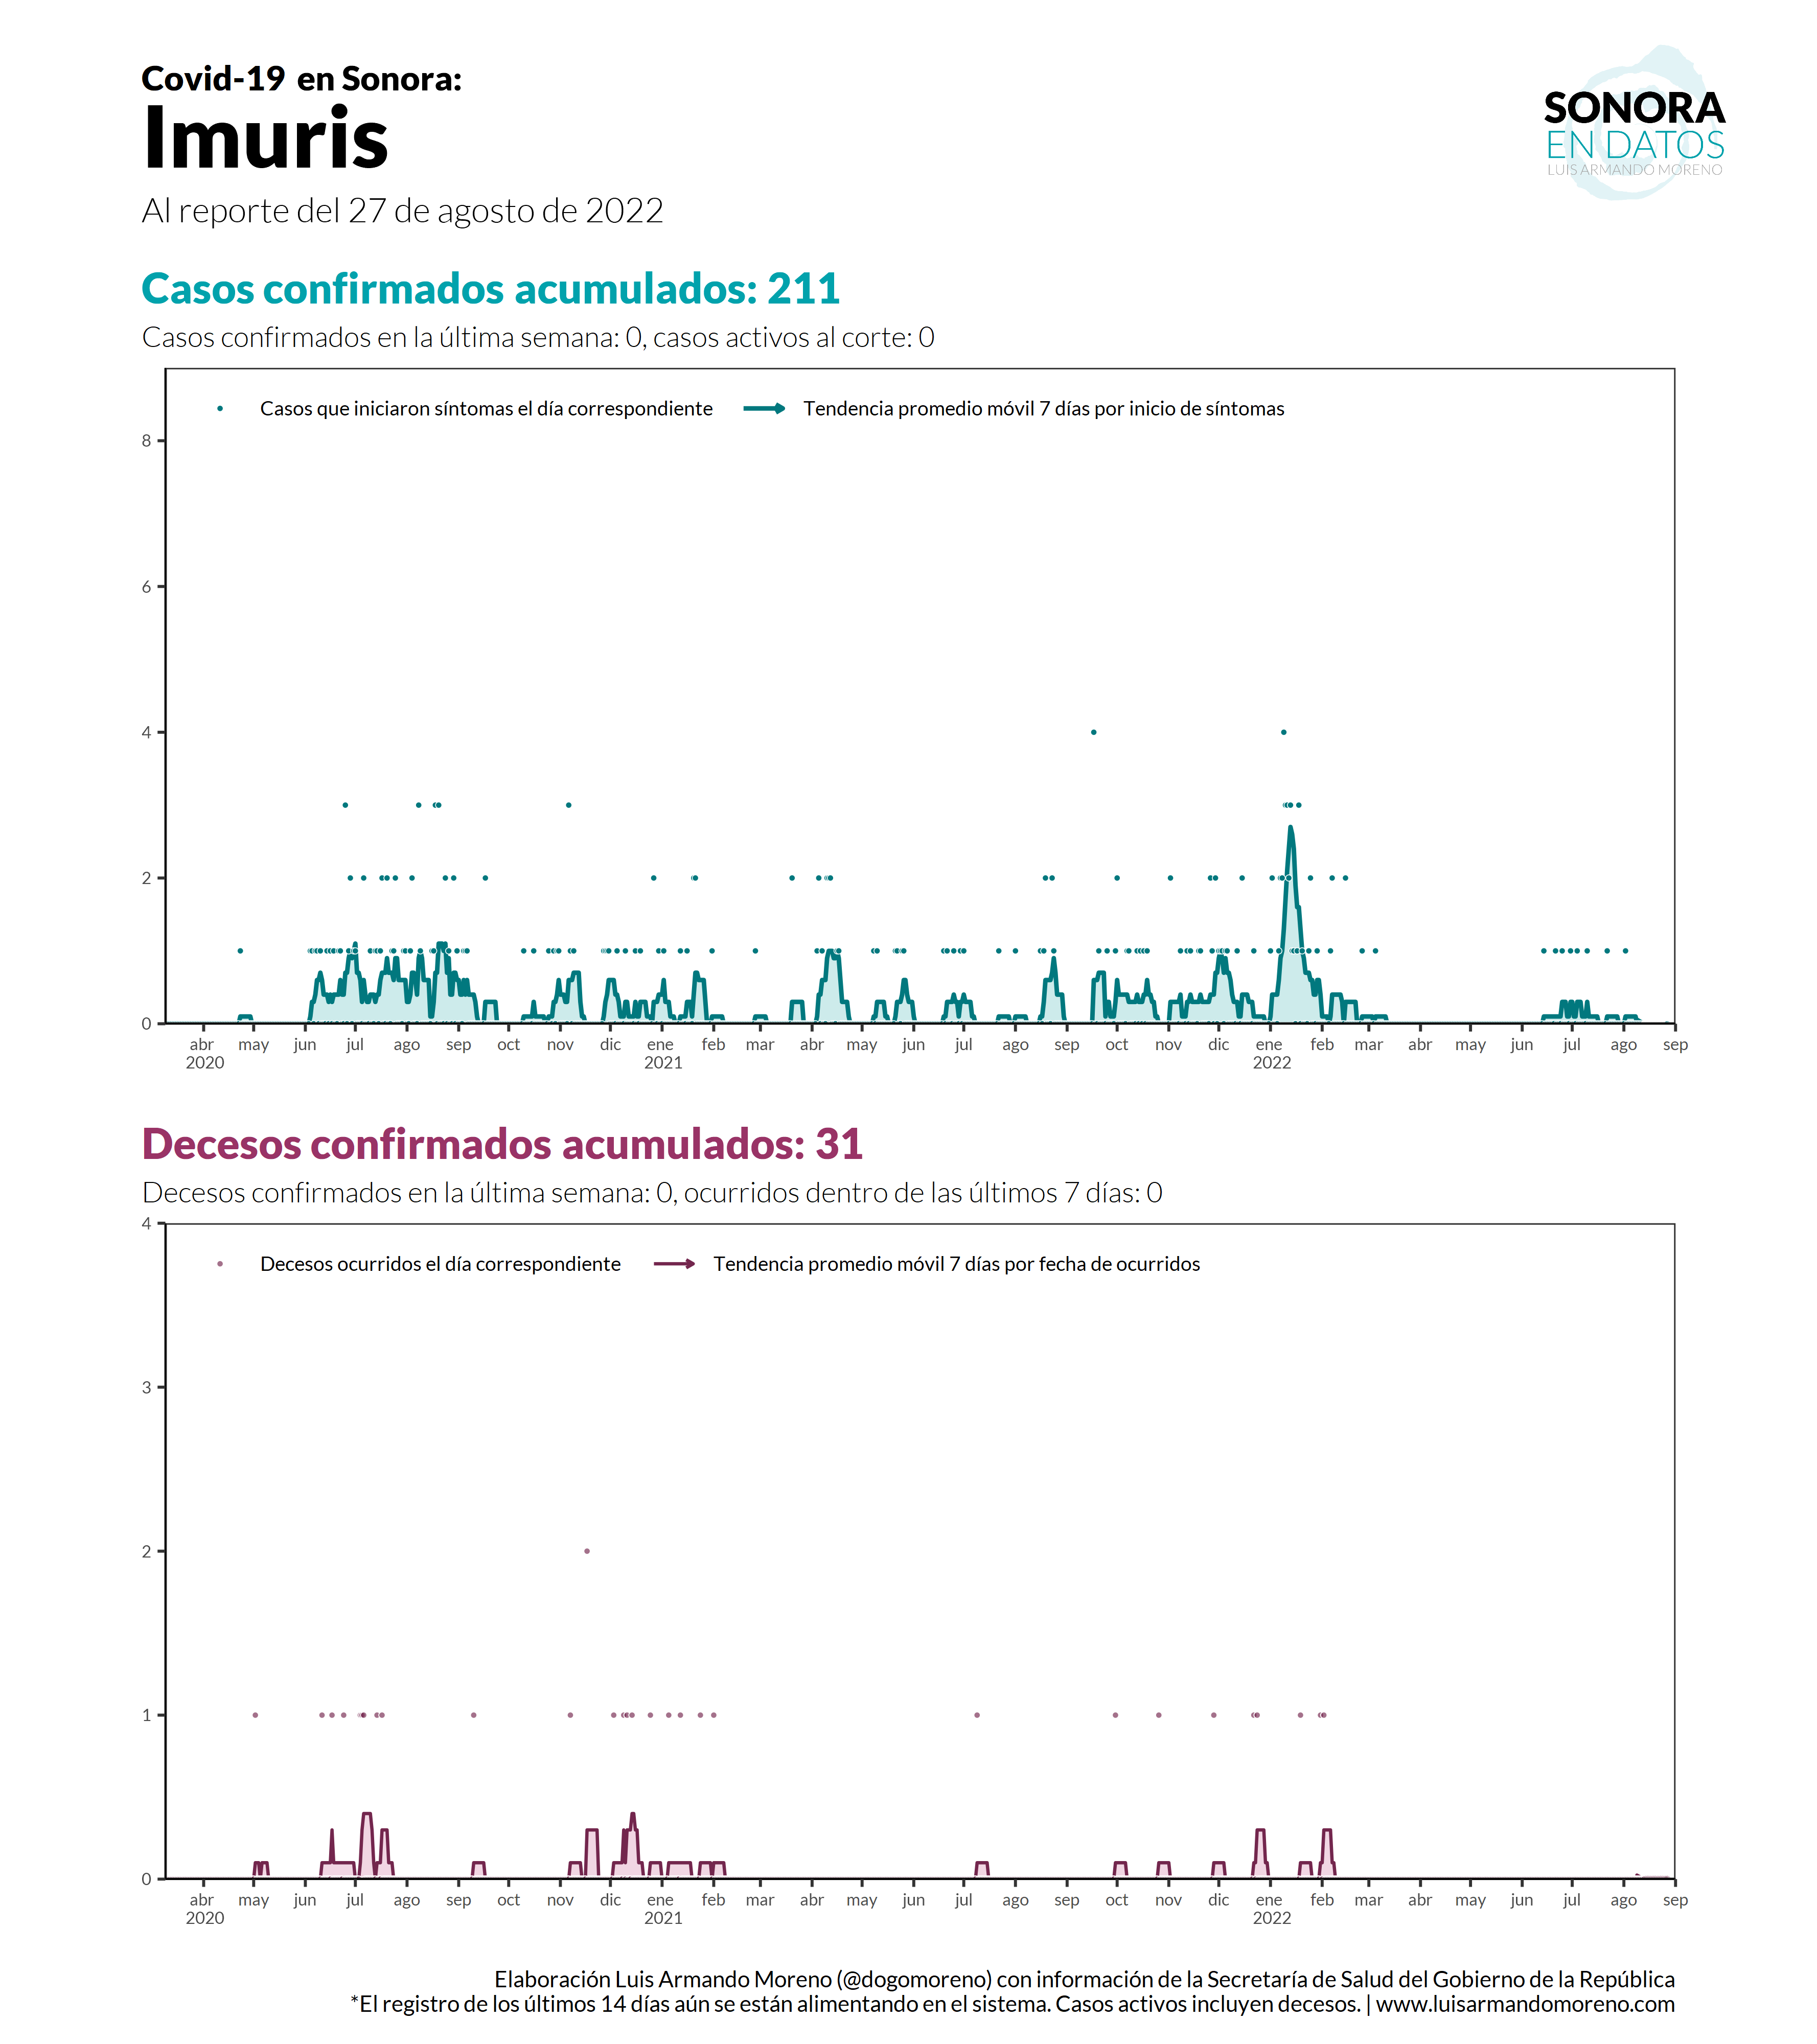 Covid-19 en Sonora:
Imuris
Al reporte del 27 de agosto de 2022
SONORA
EN DATOS
LUIS ARMANDO MORENO
Casos confirmados acumulados: 211
Casos confirmados en la última semana: 0, casos activos al corte: 0
Casos que iniciaron síntomas el día correspondiente Tendencia promedio móvil 7 días por inicio de síntomas
8
6
4
2
0
abr may jun jul ago sep oct nov dic ene feb mar abr may jun jul ago sep oct nov dic ene feb mar abr may jun jul ago sep
2020 2021 2022
Decesos confirmados acumulados: 31
Decesos confirmados en la última semana: 0, ocurridos dentro de las últimos 7 días: 0
4
Decesos ocurridos el día correspondiente Tendencia promedio móvil 7 días por fecha de ocurridos
3
2
1
0
abr may jun jul ago sep oct nov dic ene feb mar abr may jun jul ago sep oct nov dic ene feb mar abr may jun jul ago sep
2020 2021 2022
Elaboración Luis Armando Moreno (@dogomoreno) con información de la Secretaría de Salud del Gobierno de la República
*El registro de los últimos 14 días aún se están alimentando en el sistema. Casos activos incluyen decesos. | www.luisarmandomoreno.com